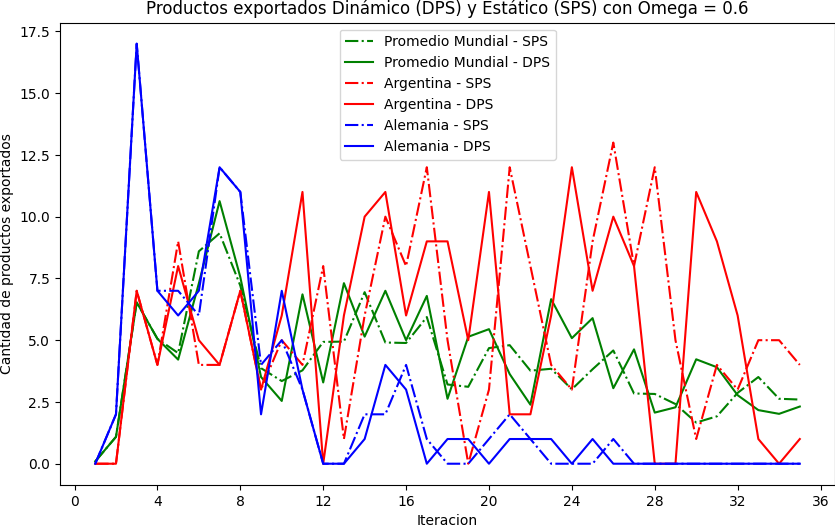 Productos exportados Dinámico (DPS) y Estático (SPS) con Omega = 0.6
Cantidad de productos exportados
17.5
15.0
12.5
10.0
7.5
5.0
2.5
0.0
Promedio Mundial - SPS
Promedio Mundial - DPS
Argentina - SPS
Argentina - DPS
Alemania - SPS
Alemania - DPS
0 4 8 12 16 20 24 28 32 36
Iteracion